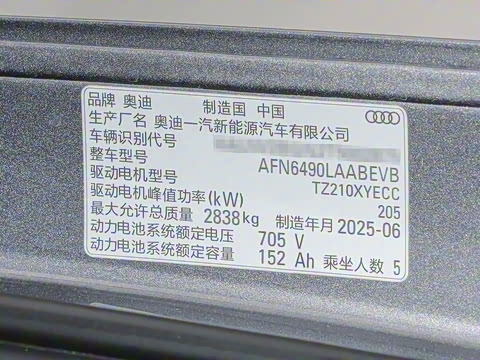 品牌 奥迪 制造国 中国
生产厂名 奥迪一汽新能源汽车有限公司
车辆识别代号
整车型号 AFN6490LAABEVB
驱动电机型号 TZ210XYECC
驱动电机峰值功率(kW) 205
最大允许总质量 2838kg 制造年月 2025-06
动力电池系统额定电压 705 V
动力电池系统额定容量 152 Ah 乘坐人数 5